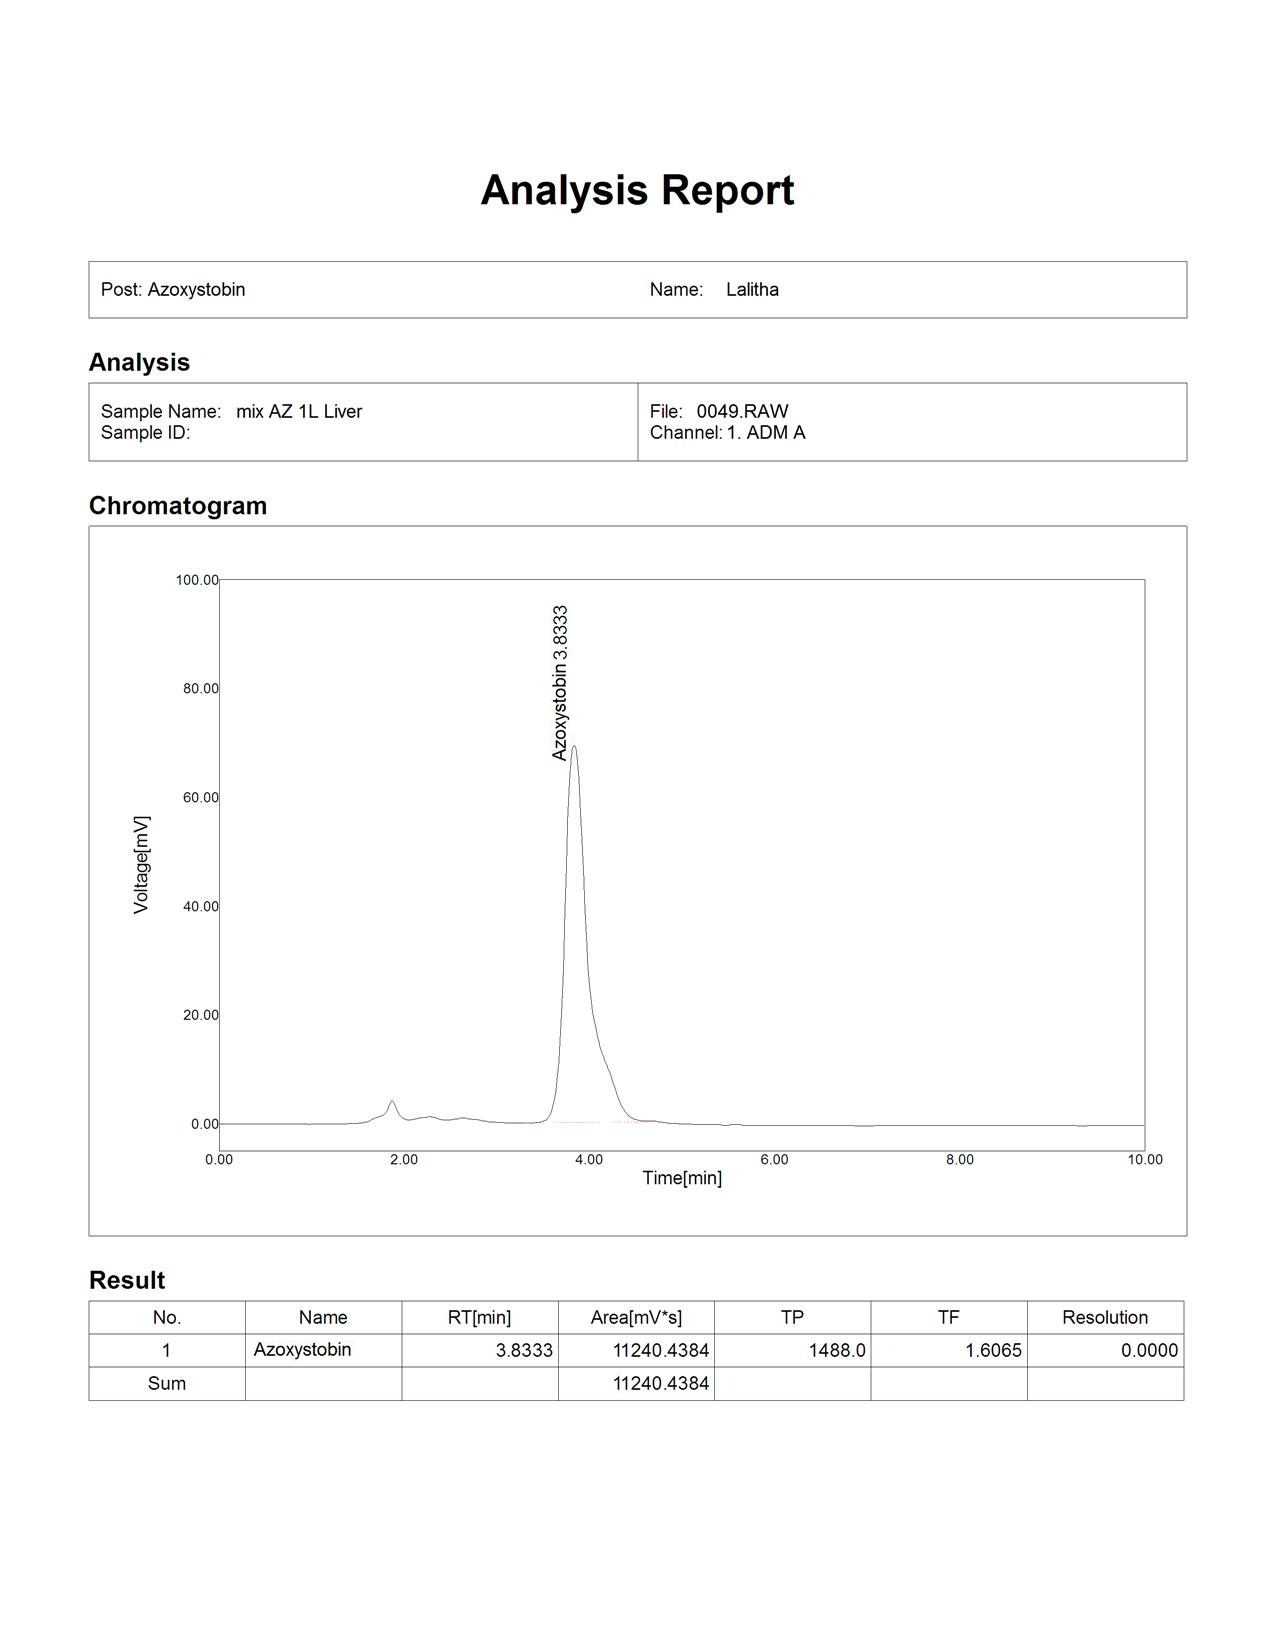 Analysis Report
Post: Azoxystobin Name: Lalitha
Analysis
Sample Name: mix AZ 1L Liver File: 0049.RAW
Sample ID: Channel: 1. ADM A
Chromatogram
100.00
80.00
60.00
40.00
20.00
0.00
Voltage[mV]
Azoxystobin 3.8333
0.00 2.00 4.00 6.00 8.00 10.00
Time[min]
Result
No. Name RT[min] Area[mV*s] TP TF Resolution
1 Azoxystobin 3.8333 11240.4384 1488.0 1.6065 0.0000
Sum 11240.4384